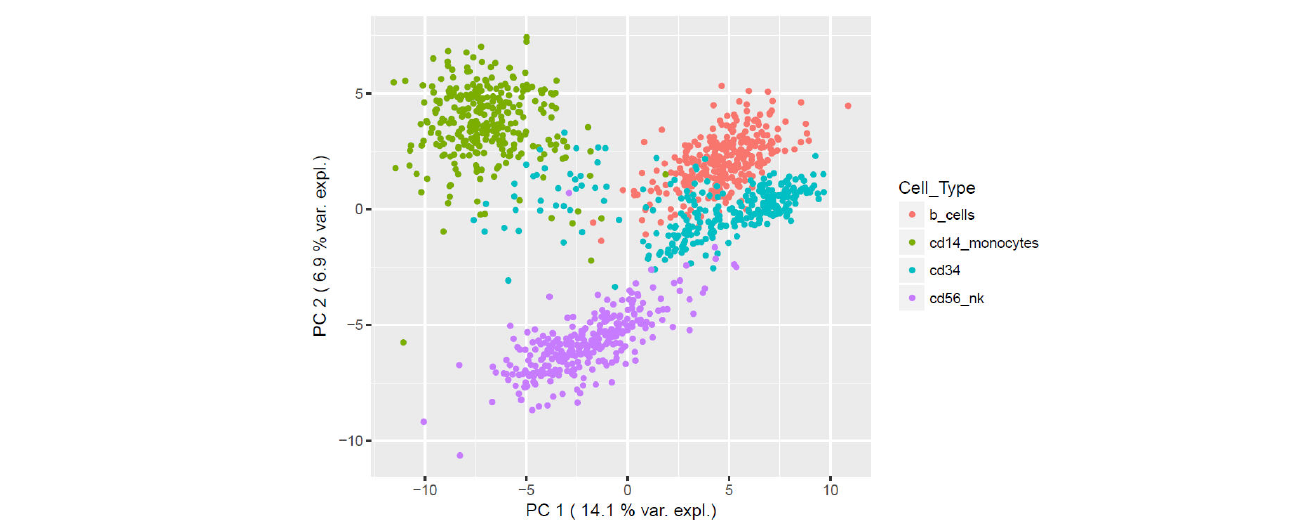 5
0
−5
−10
−10 −5 0 5 10
PC 1 ( 14.1 % var. expl.)
PC 2 ( 6.9 % var. expl.)
Cell_Type
b_cells
cd14_monocytes
cd34
cd56_nk